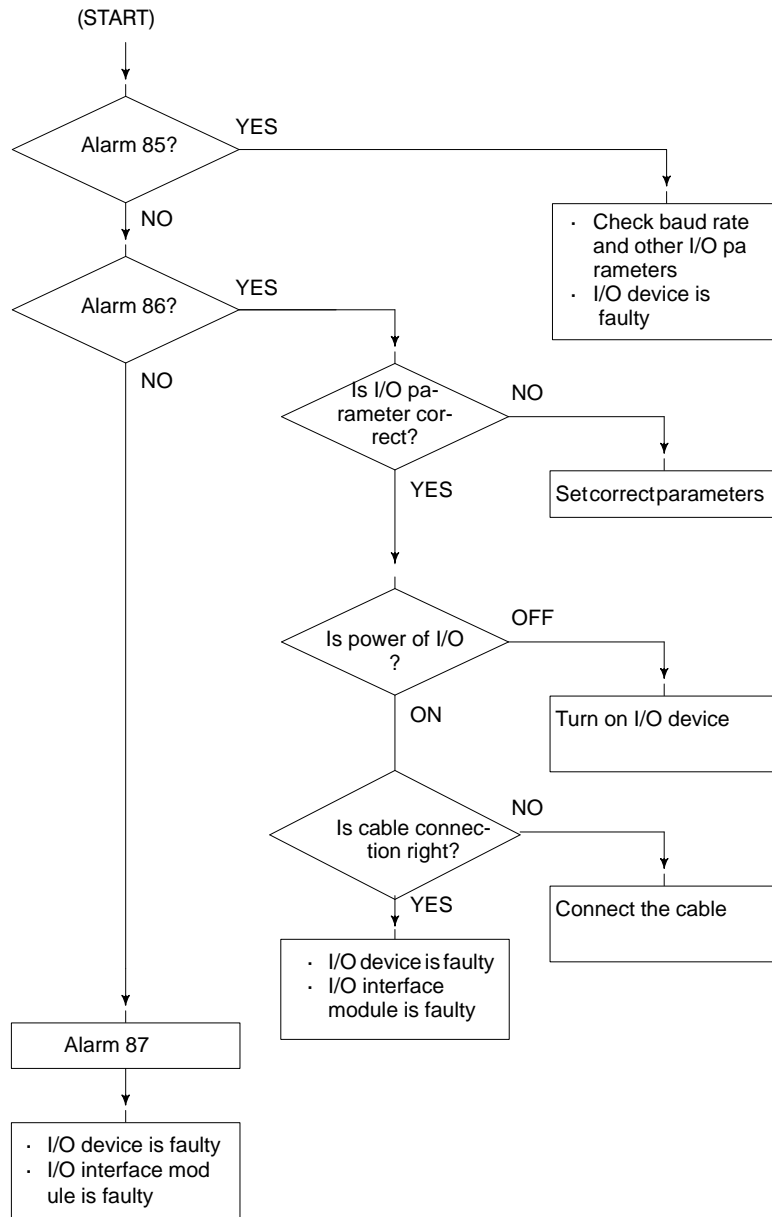 (START)
Alarm 85?
YES
NO
· Check baud rate
and other I/O pa
rameters
· I/O device is
faulty
Alarm 86?
YES
NO
Is I/O pa-
rameter cor-
rect?
NO
YES
Set correct parameters
Is power of I/O
?
OFF
ON
Turn on I/O device
Is cable connec-
tion right?
NO
YES
Connect the cable
· I/O device is faulty
· I/O interface
module is faulty
Alarm 87
· I/O device is faulty
· I/O interface mod
ule is faulty